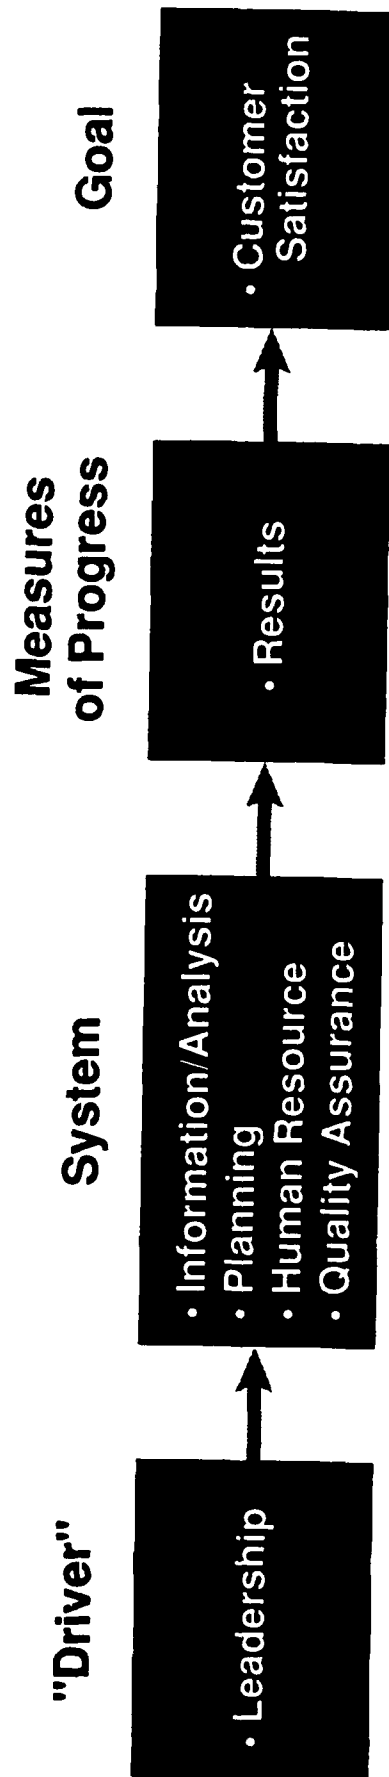 "Driver"
• Leadership
System
• Information/Analysis
• Planning
• Human Resource
• Quality Assurance
Measures
of Progress
• Results
Goal
• Customer
Satisfaction